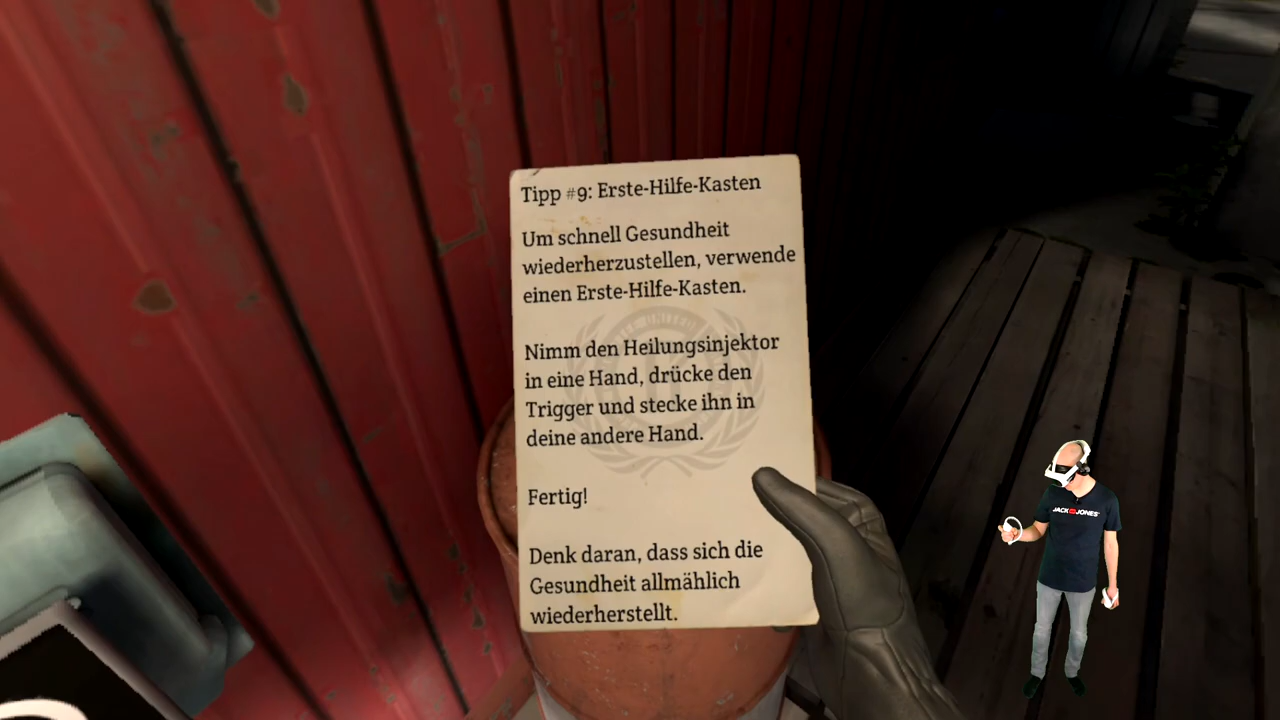 Tipp #9: Erste-Hilfe-Kasten
Um schnell Gesundheit
wiederherzustellen, verwende
einen Erste-Hilfe-Kasten.
Nimm den Heilungsinjektor
in eine Hand, drücke den
Trigger und stecke ihn in
deine andere Hand.
Fertig!
Denk daran, dass sich die
Gesundheit allmählich
wiederherstellt.
JACK JONES